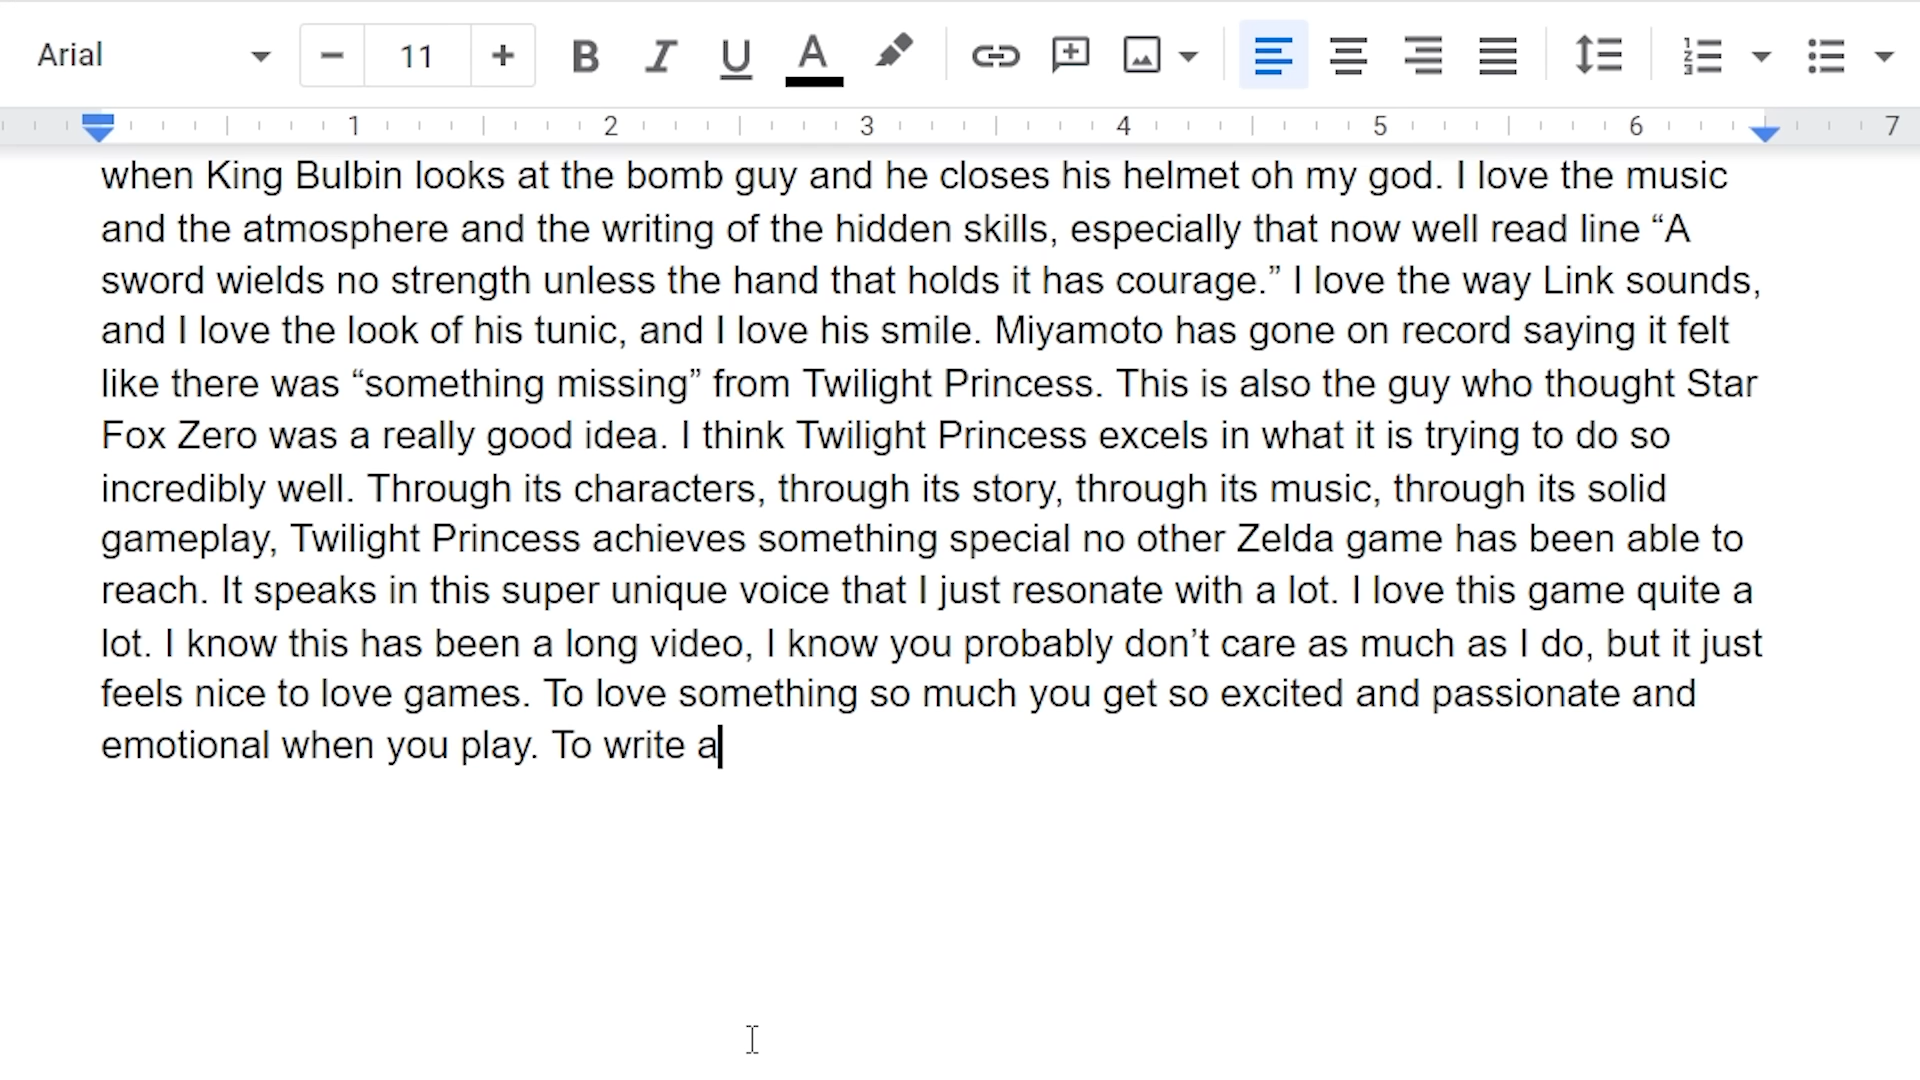 Arial 11 B I U A
1 2 3 4 5 6 7
when King Bulbin looks at the bomb guy and he closes his helmet oh my god. I love the music
and the atmosphere and the writing of the hidden skills, especially that now well read line “A
sword wields no strength unless the hand that holds it has courage.” I love the way Link sounds,
and I love the look of his tunic, and I love his smile. Miyamoto has gone on record saying it felt
like there was “something missing” from Twilight Princess. This is also the guy who thought Star
Fox Zero was a really good idea. I think Twilight Princess excels in what it is trying to do so
incredibly well. Through its characters, through its story, through its music, through its solid
gameplay, Twilight Princess achieves something special no other Zelda game has been able to
reach. It speaks in this super unique voice that I just resonate with a lot. I love this game quite a
lot. I know this has been a long video, I know you probably don’t care as much as I do, but it just
feels nice to love games. To love something so much you get so excited and passionate and
emotional when you play. To write a